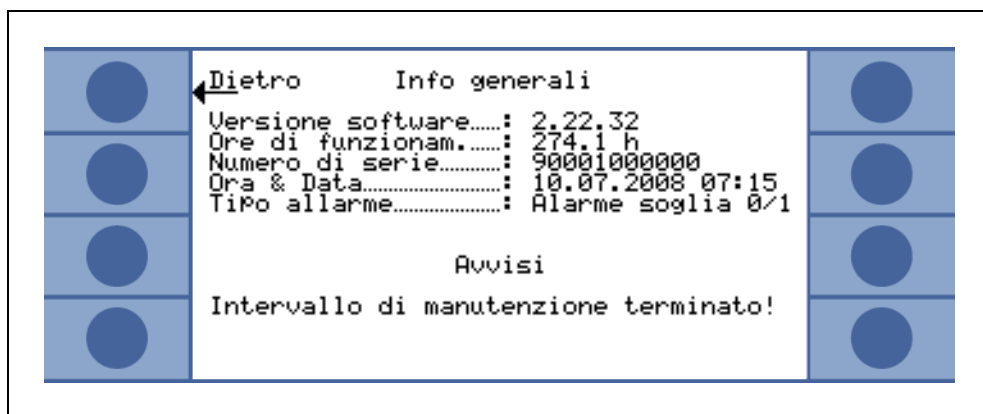 Dietro Info generali
Versione software.....: 2.22.32
Ore di funzionam......: 274.1 h
Numero di serie.........: 90001000000
Ora & Data.....................: 10.07.2008 07:15
Tipo allarme.................: Alarme soglia 0/1
Avvisi
Intervallo di manutenzione terminato!